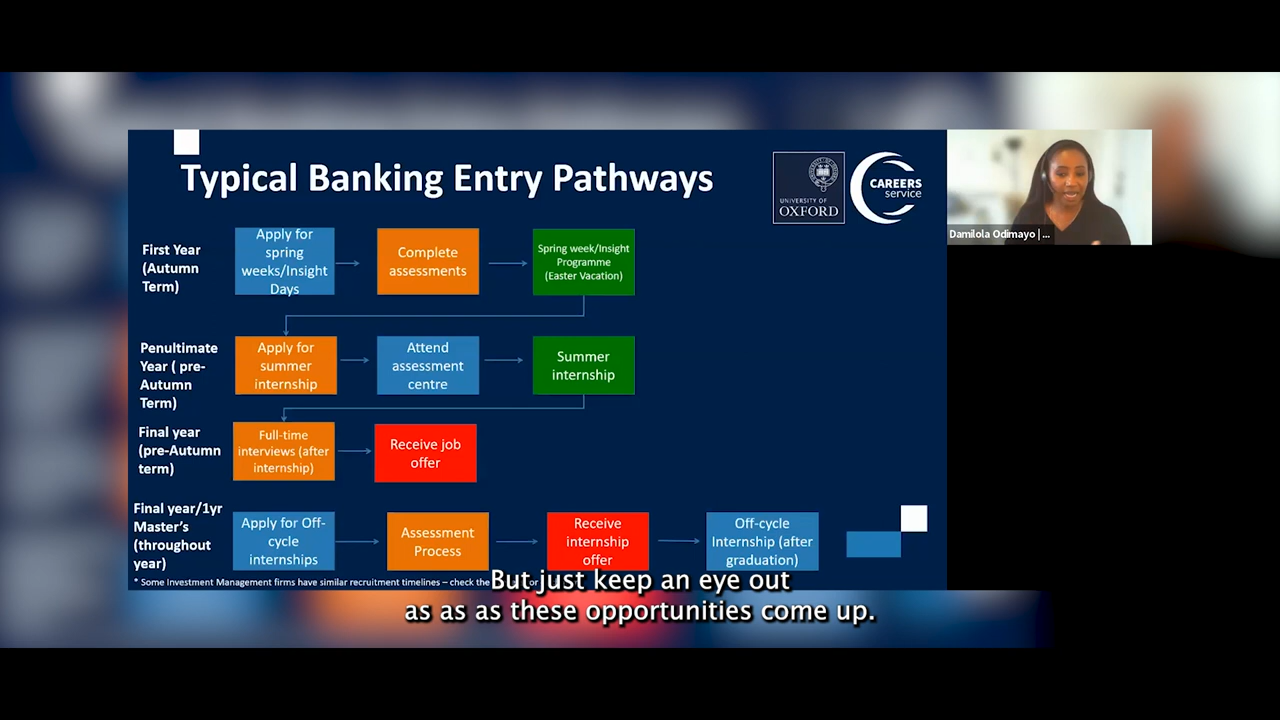 Typical Banking Entry Pathways
UNIVERSITY OF
OXFORD
CAREERS
service
Damilola Odimayo | ...
First Year
(Autumn
Term)
Apply for
spring
weeks/Insight
Days
Complete
assessments
Spring week/Insight
Programme
(Easter Vacation)
Penultimate
Year ( pre-
Autumn
Term)
Apply for
summer
internship
Attend
assessment
centre
Summer
internship
Final year
(pre-Autumn
term)
Full-time
interviews (after
internship)
Receive job
offer
Final year/1yr
Master's
(throughout
year)
Apply for Off-
cycle
internships
Assessment
Process
Receive
internship
offer
Off-cycle
Internship (after
graduation)
* Some Investment Management firms have similar recruitment timelines – check the
But just keep an eye out
as as as these opportunities come up.